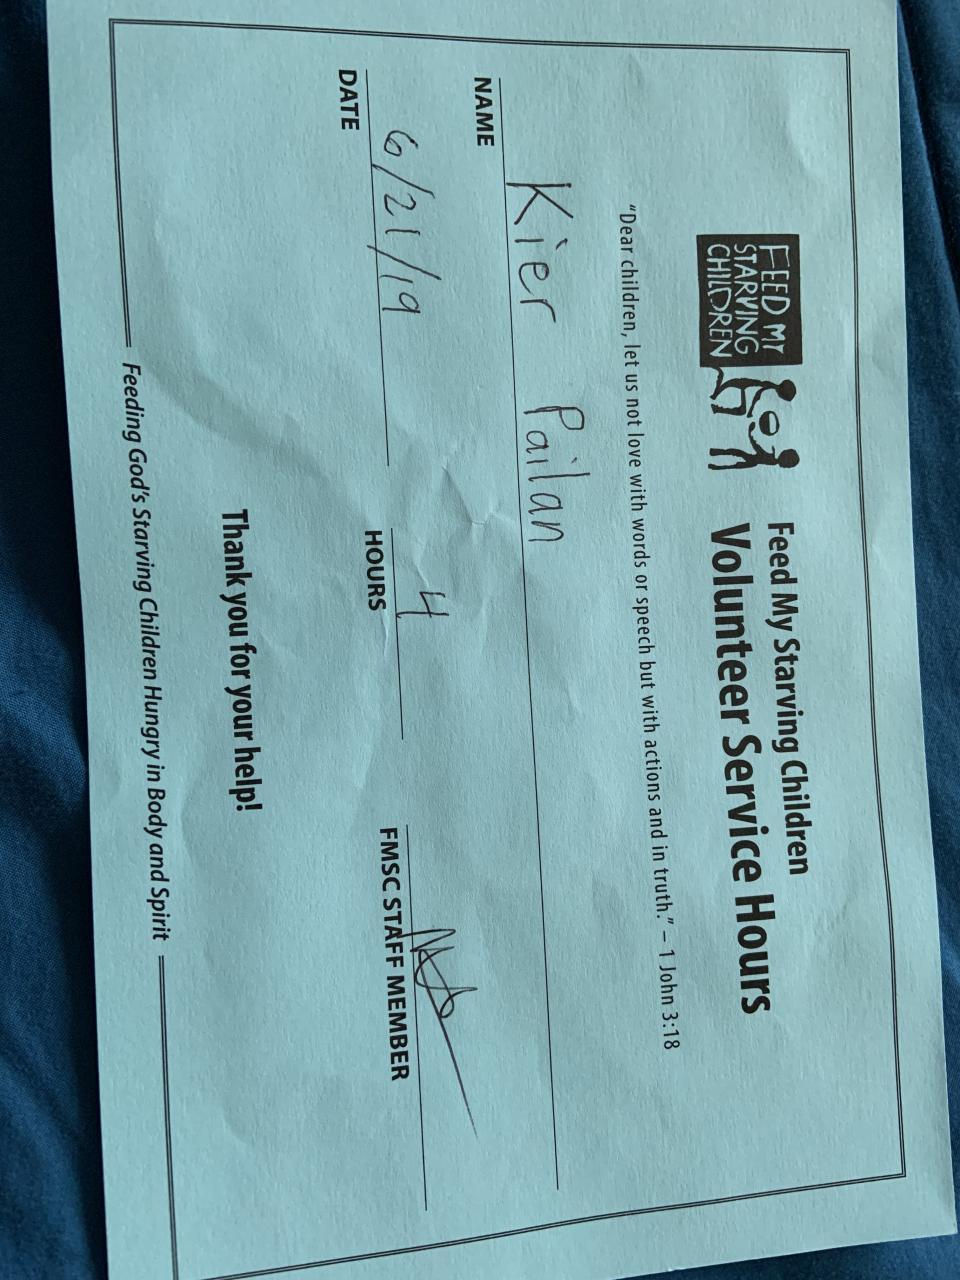 FEED MY
STARVING
CHILDREN
Feed My Starving Children
Volunteer Service Hours
"Dear children, let us not love with words or speech but with actions and in truth." – 1 John 3:18
Kier Pailan
NAME
6/21/19 4
DATE HOURS FMSC STAFF MEMBER
Thank you for your help!
Feeding God's Starving Children Hungry in Body and Spirit